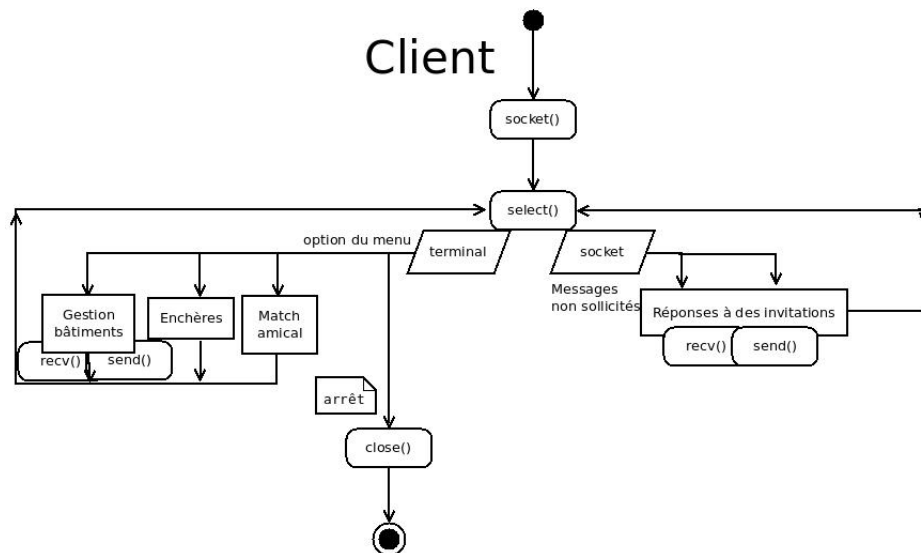 Client
socket()
select()
option du menu
terminal
socket
Messages
non sollicités
Gestion
bâtiments
Enchères
Match
amical
Réponses à des invitations
recv()
send()
recv()
send()
arrêt
close()